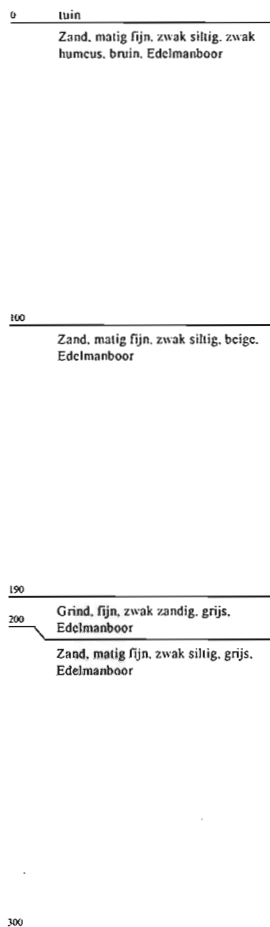 0 tuin
Zand, matig fijn, zwak siltig, zwak
humeus, bruin, Edelmanboor
100
Zand, matig fijn, zwak siltig, beige,
Edelmanboor
190
Grind, fijn, zwak zandig, grijs,
200
Edelmanboor
Zand, matig fijn, zwak siltig, grijs,
Edelmanboor
300